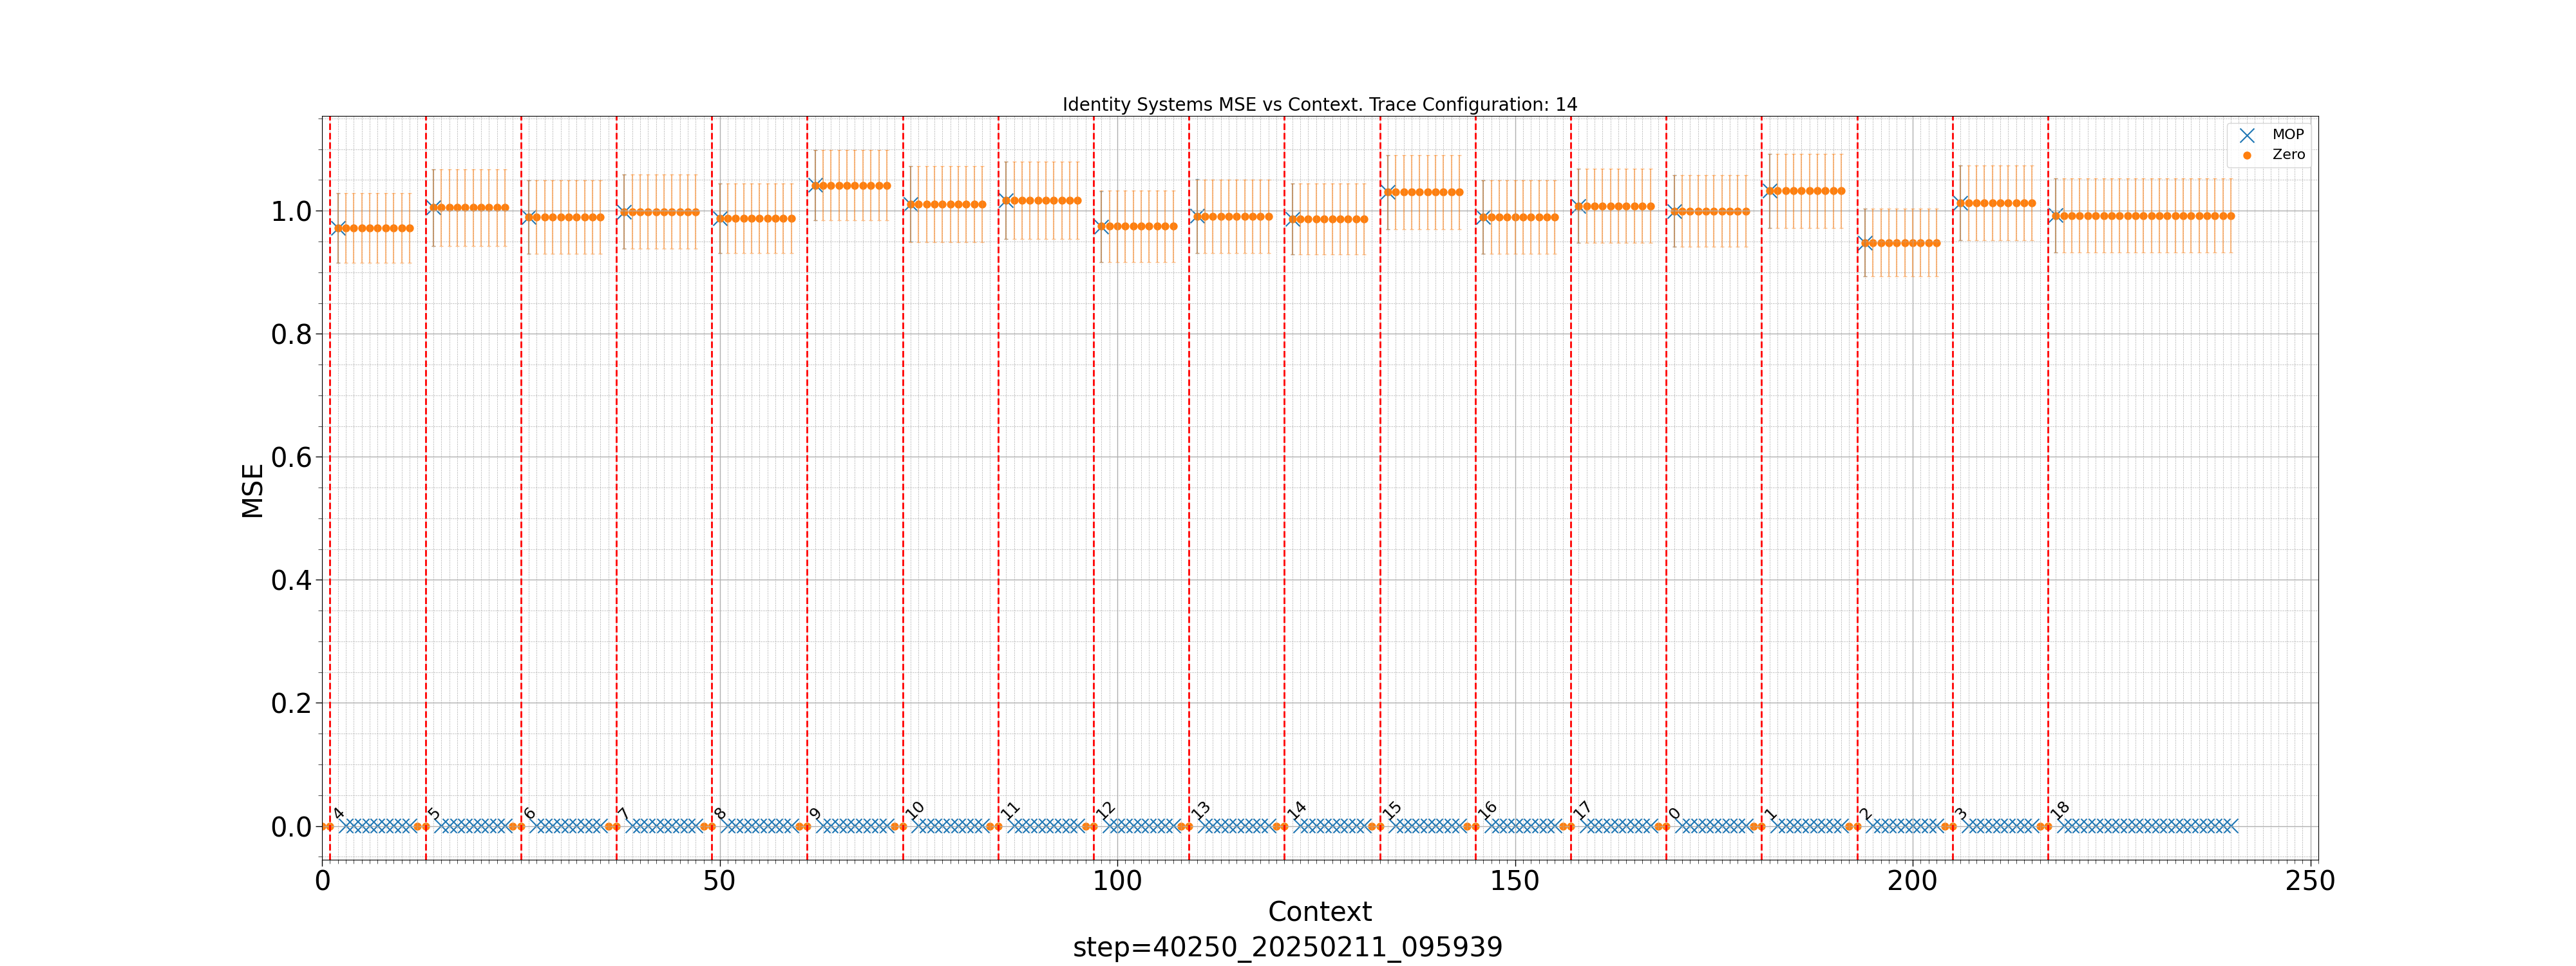 Identity Systems MSE vs Context. Trace Configuration: 14
MOP
Zero
MSE
1.0
0.8
0.6
0.4
0.2
0.0
4 5 6 7 8 9 10 11 12 13 14 15 16 17 0 1 2 3 18
0 50 100 150 200 250
Context
step=40250_20250211_095939